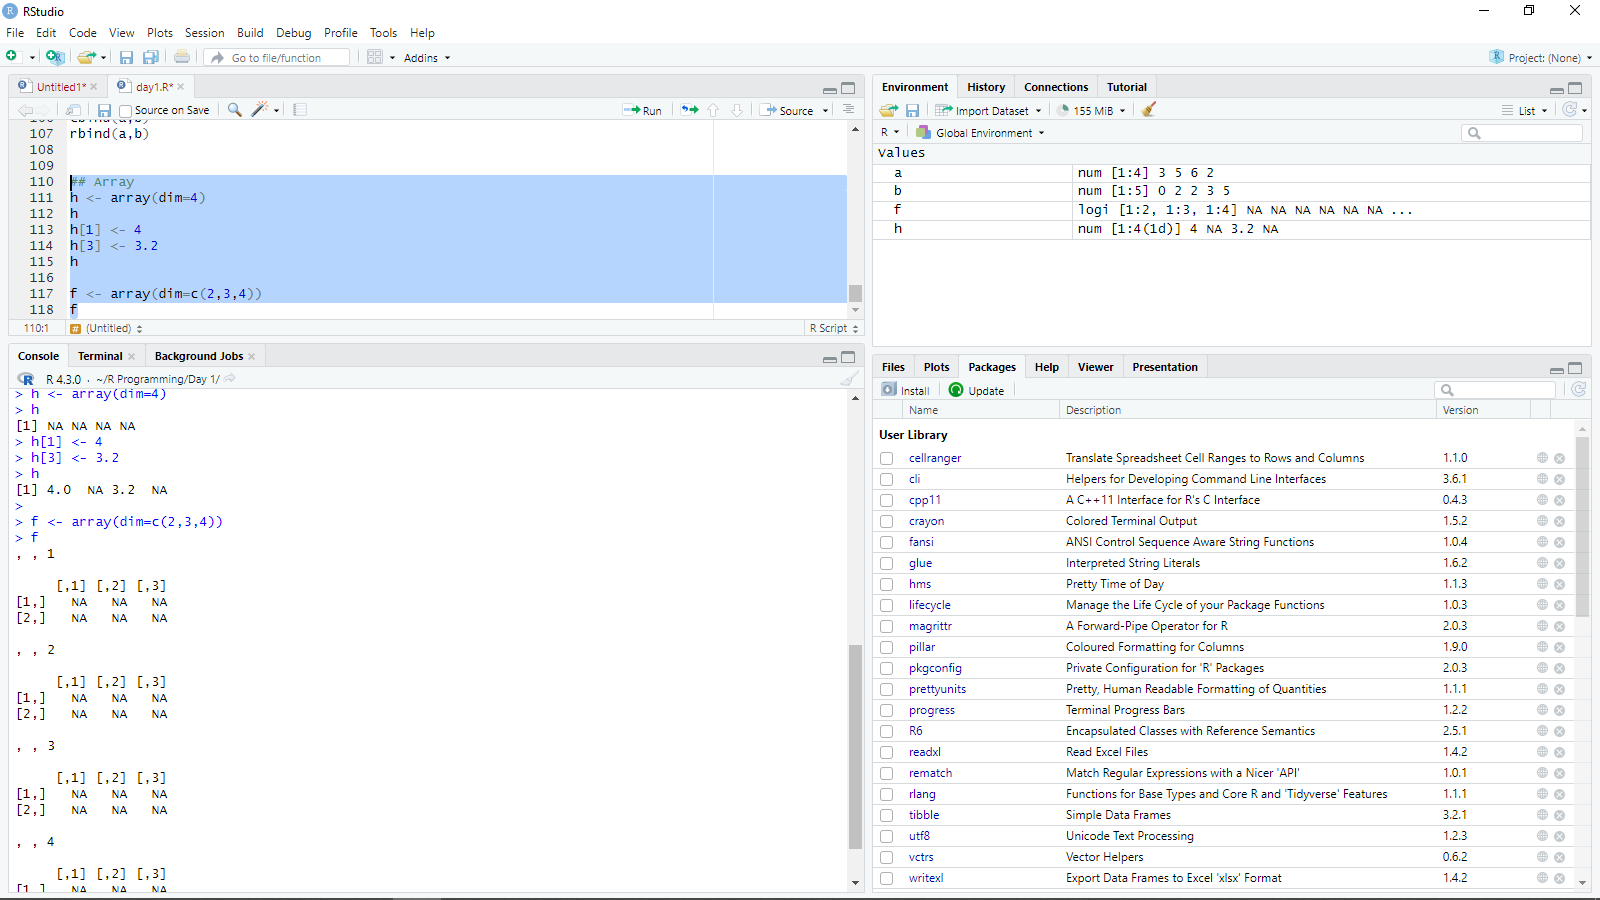 RStudio
File Edit Code View Plots Session Build Debug Profile Tools Help
Go to file/function Addins Project: (None)
Untitled1* day1.R*
Source on Save Run Source
107 rbind(a,b)
108
109
110 ## Array
111 h <- array(dim=4)
112 h
113 h[1] <- 4
114 h[3] <- 3.2
115 h
116
117 f <- array(dim=c(2,3,4))
118 f
110:1 (Untitled) R Script
Console Terminal Background Jobs
R 4.3.0 · ~/R Programming/Day 1/
> h <- array(dim=4)
> h
[1] NA NA NA NA
> h[1] <- 4
> h[3] <- 3.2
> h
[1] 4.0  NA 3.2  NA
>
> f <- array(dim=c(2,3,4))
> f
, , 1
[,1] [,2] [,3]
[1,]   NA   NA   NA
[2,]   NA   NA   NA
, , 2
[,1] [,2] [,3]
[1,]   NA   NA   NA
[2,]   NA   NA   NA
, , 3
[,1] [,2] [,3]
[1,]   NA   NA   NA
[2,]   NA   NA   NA
, , 4
[,1] [,2] [,3]
[1,]   NA   NA   NA
Environment History Connections Tutorial
Import Dataset 155 MiB List
R Global Environment
Values
a num [1:4] 3 5 6 2
b num [1:5] 0 2 2 3 5
f logi [1:2, 1:3, 1:4] NA NA NA NA NA NA ...
h num [1:4(1d)] 4 NA 3.2 NA
Files Plots Packages Help Viewer Presentation
Install Update
Name Description Version
User Library
cellranger Translate Spreadsheet Cell Ranges to Rows and Columns 1.1.0
cli Helpers for Developing Command Line Interfaces 3.6.1
cpp11 A C++11 Interface for R's C Interface 0.4.3
crayon Colored Terminal Output 1.5.2
fansi ANSI Control Sequence Aware String Functions 1.0.4
glue Interpreted String Literals 1.6.2
hms Pretty Time of Day 1.1.3
lifecycle Manage the Life Cycle of your Package Functions 1.0.3
magrittr A Forward-Pipe Operator for R 2.0.3
pillar Coloured Formatting for Columns 1.9.0
pkgconfig Private Configuration for 'R' Packages 2.0.3
prettyunits Pretty, Human Readable Formatting of Quantities 1.1.1
progress Terminal Progress Bars 1.2.2
R6 Encapsulated Classes with Reference Semantics 2.5.1
readxl Read Excel Files 1.4.2
rematch Match Regular Expressions with a Nicer 'API' 1.0.1
rlang Functions for Base Types and Core R and 'Tidyverse' Features 1.1.1
tibble Simple Data Frames 3.2.1
utf8 Unicode Text Processing 1.2.3
vctrs Vector Helpers 0.6.2
writexl Export Data Frames to Excel 'xlsx' Format 1.4.2